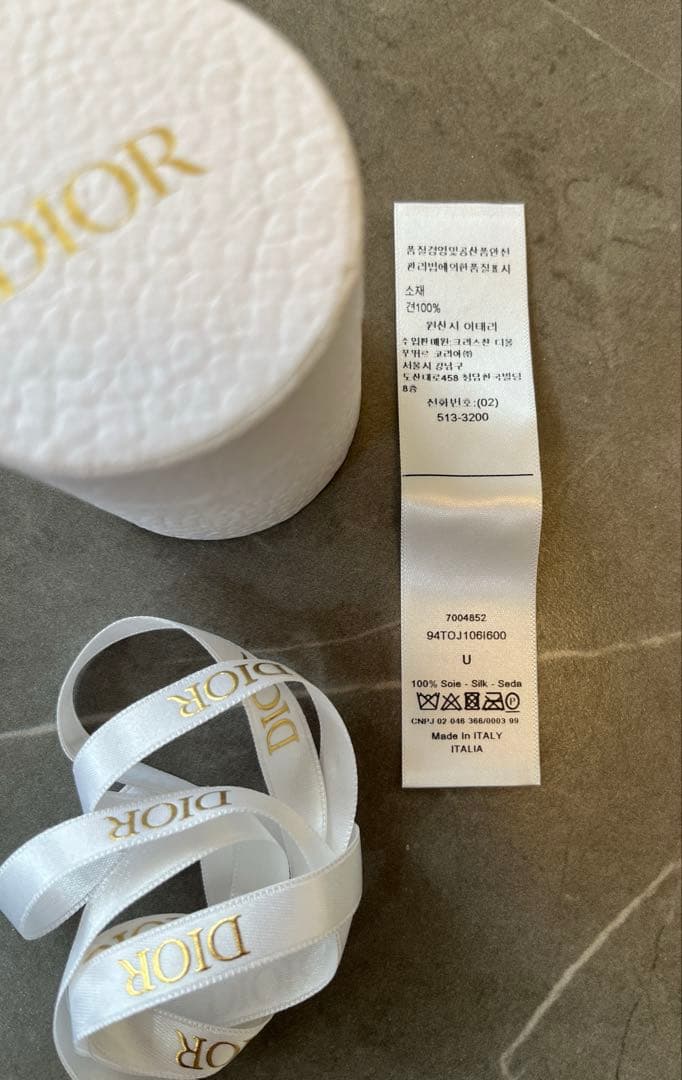 DIOR
품질경영및공산품안전
관리법에의한품질표시
소재
견100%
원산지 이태리
수입판매원:크리스챤 디올
꾸뛰르 코리아㈜
서울시 강남구
도산대로458 청담한국빌딩
8층
전화번호:(02)
513-3200
7004852
94TOJ106I600
U
100% Soie - Silk - Seda
CNPJ 02 046 366/0003 99
Made In ITALY
ITALIA
DIOR
DIOR
DIOR
DIOR
DIOR